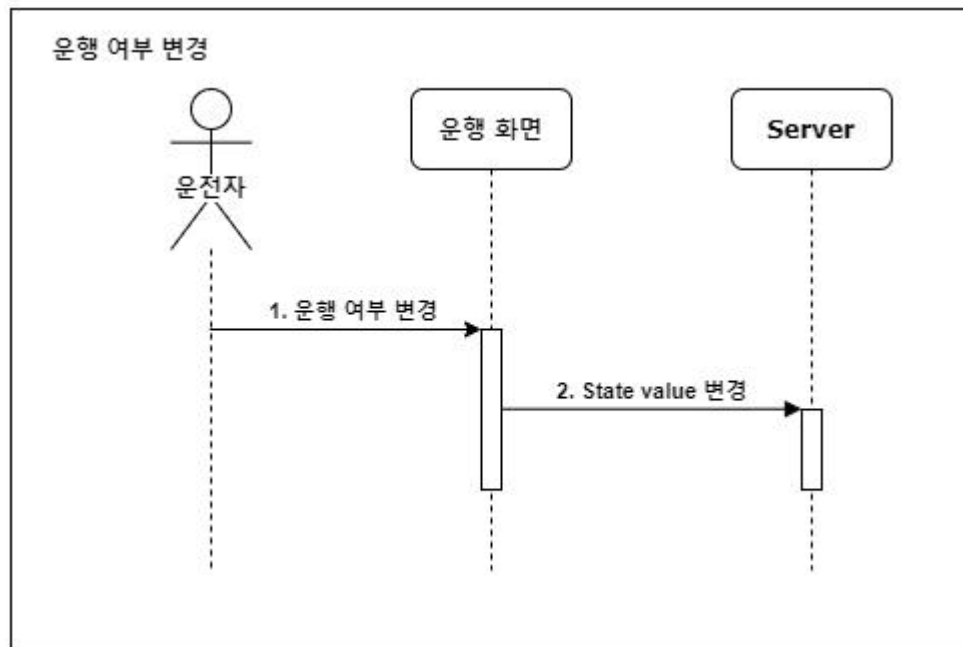 운행 여부 변경
운전자
운행 화면
Server
1. 운행 여부 변경
2. State value 변경